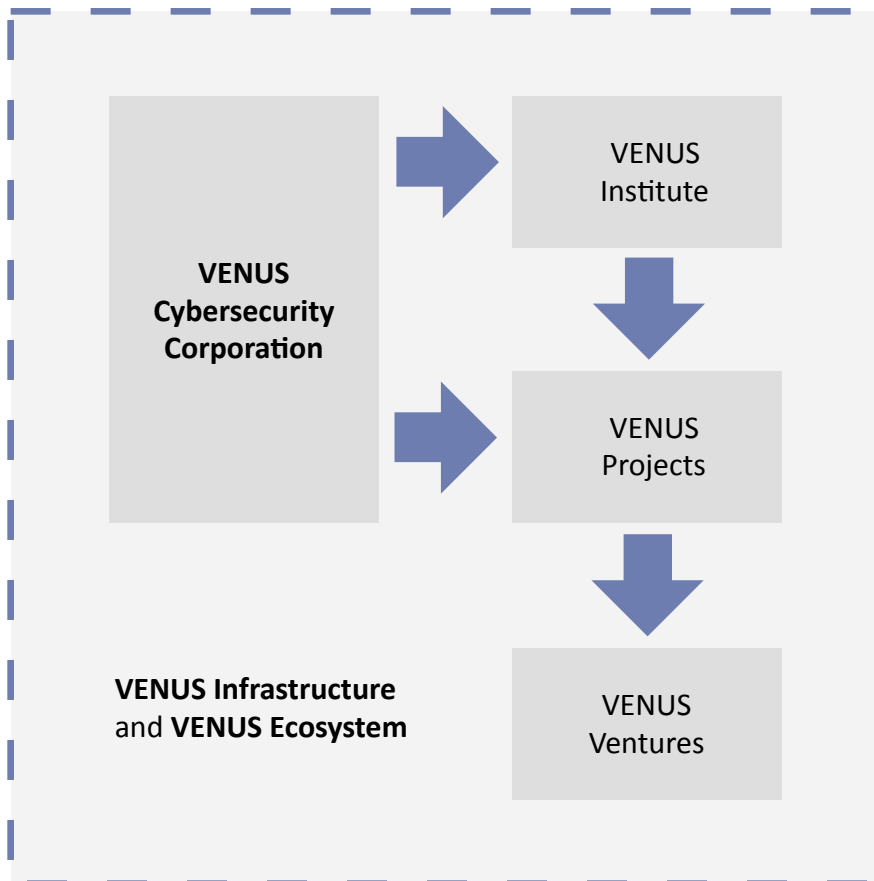 VENUS
Cybersecurity
Corporation
VENUS
Institute
VENUS
Projects
VENUS
Ventures
VENUS Infrastructure
and VENUS Ecosystem